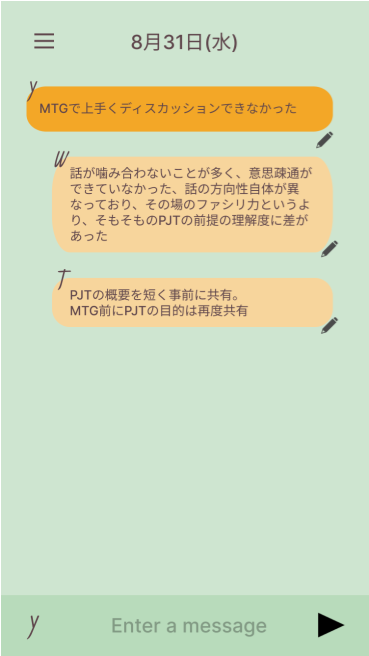 8月31日(水)
Y
MTGで上手くディスカッションできなかった
W
話が噛み合わないことが多く、意思疎通が
できていなかった、話の方向性自体が異
なっており、その場のファシリ力というよ
り、そもそものPJTの前提の理解度に差が
あった
T
PJTの概要を短く事前に共有。
MTG前にPJTの目的は再度共有
y
Enter a message